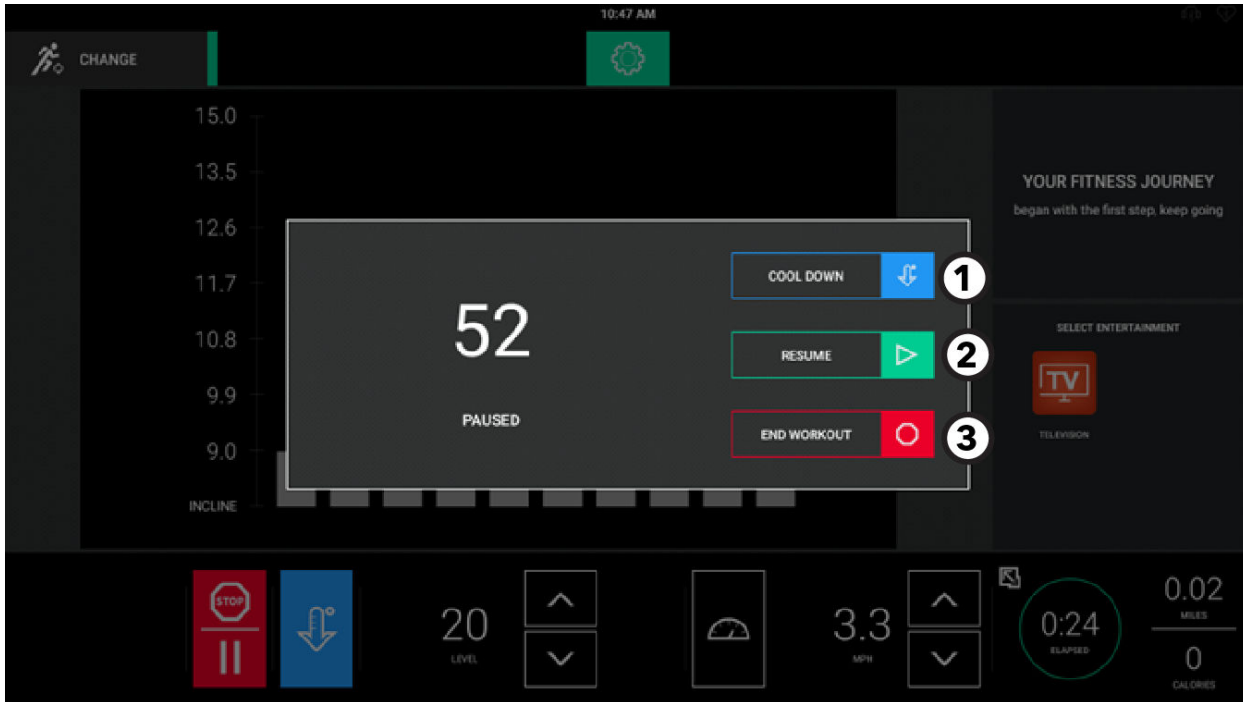 10:47 AM
CHANGE
15.0
13.5
12.6
11.7
10.8
9.9
9.0
INCLINE
52
PAUSED
COOL DOWN
1
RESUME
2
END WORKOUT
3
YOUR FITNESS JOURNEY
began with the first step, keep going
SELECT ENTERTAINMENT
TV
TELEVISION
STOP
20
LEVEL
3.3
MPH
0:24
ELAPSED
0.02
MILES
0
CALORIES